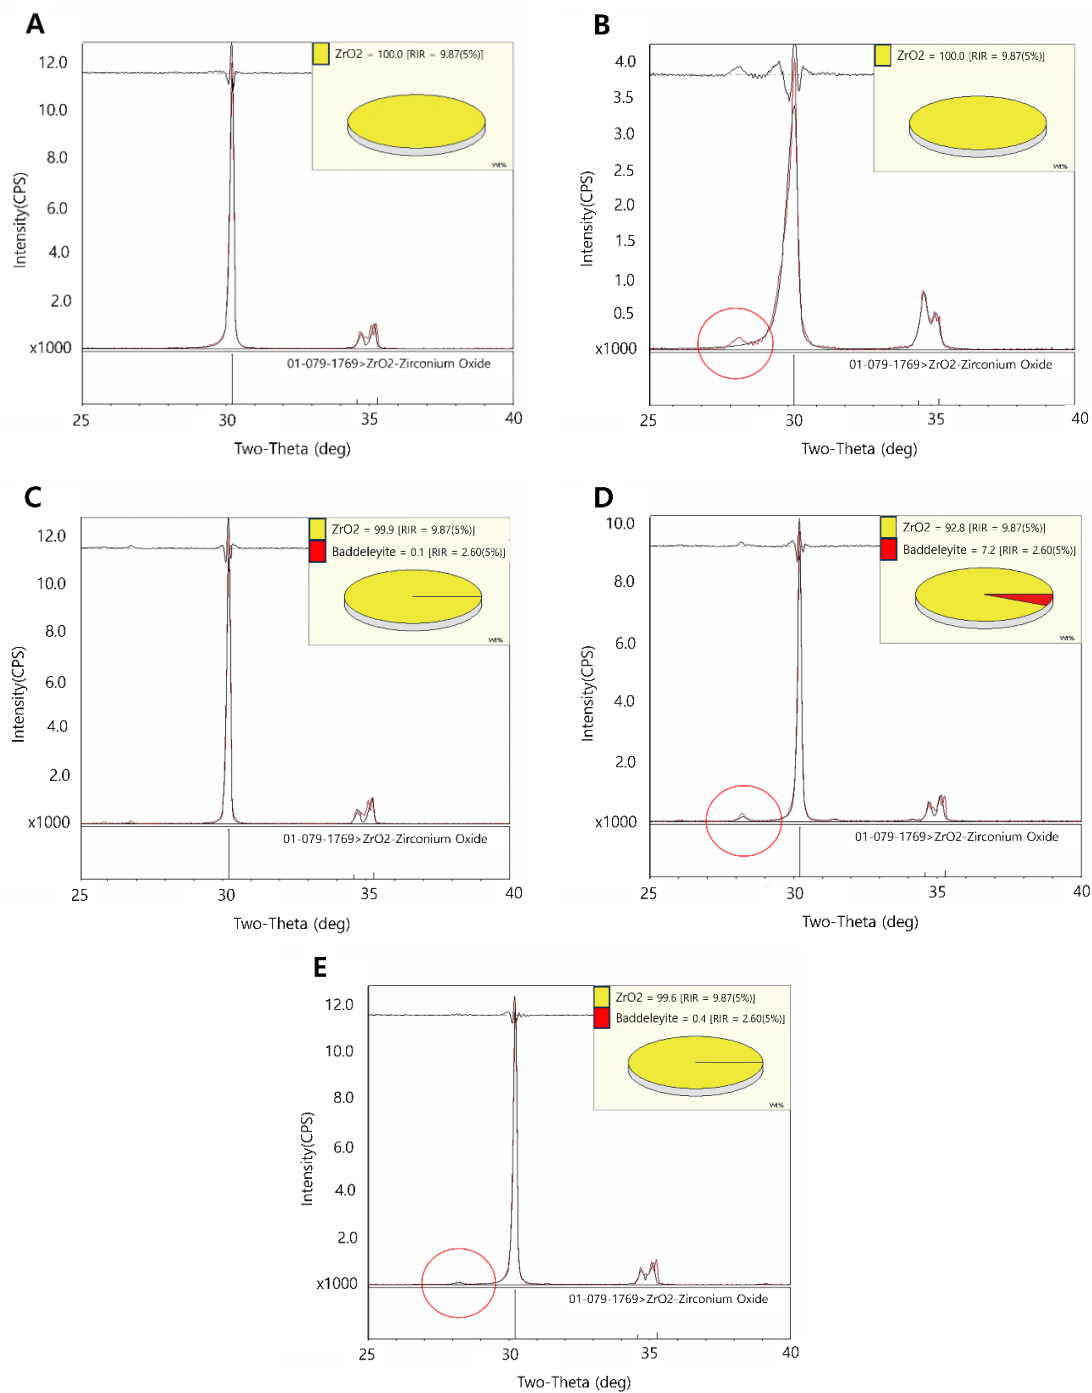 A
ZrO2 = 100.0 [RIR = 9.87(5%)]
Wt%
12.0
10.0
8.0
6.0
4.0
2.0
x1000
Intensity(CPS)
01-079-1769>ZrO2-Zirconium Oxide
25 30 35 40
Two-Theta (deg)
B
ZrO2 = 100.0 [RIR = 9.87(5%)]
Wt%
4.0
3.5
3.0
2.5
2.0
1.5
1.0
0.5
x1000
Intensity(CPS)
01-079-1769>ZrO2-Zirconium Oxide
25 30 35 40
Two-Theta (deg)
C
ZrO2 = 99.9 [RIR = 9.87(5%)]
Baddeleyite = 0.1 [RIR = 2.60(5%)]
Wt%
12.0
10.0
8.0
6.0
4.0
2.0
x1000
Intensity(CPS)
01-079-1769>ZrO2-Zirconium Oxide
25 30 35 40
Two-Theta (deg)
D
ZrO2 = 92.8 [RIR = 9.87(5%)]
Baddeleyite = 7.2 [RIR = 2.60(5%)]
Wt%
10.0
8.0
6.0
4.0
2.0
x1000
Intensity(CPS)
01-079-1769>ZrO2-Zirconium Oxide
25 30 35 40
Two-Theta (deg)
E
ZrO2 = 99.6 [RIR = 9.87(5%)]
Baddeleyite = 0.4 [RIR = 2.60(5%)]
Wt%
12.0
10.0
8.0
6.0
4.0
2.0
x1000
Intensity(CPS)
01-079-1769>ZrO2-Zirconium Oxide
25 30 35 40
Two-Theta (deg)